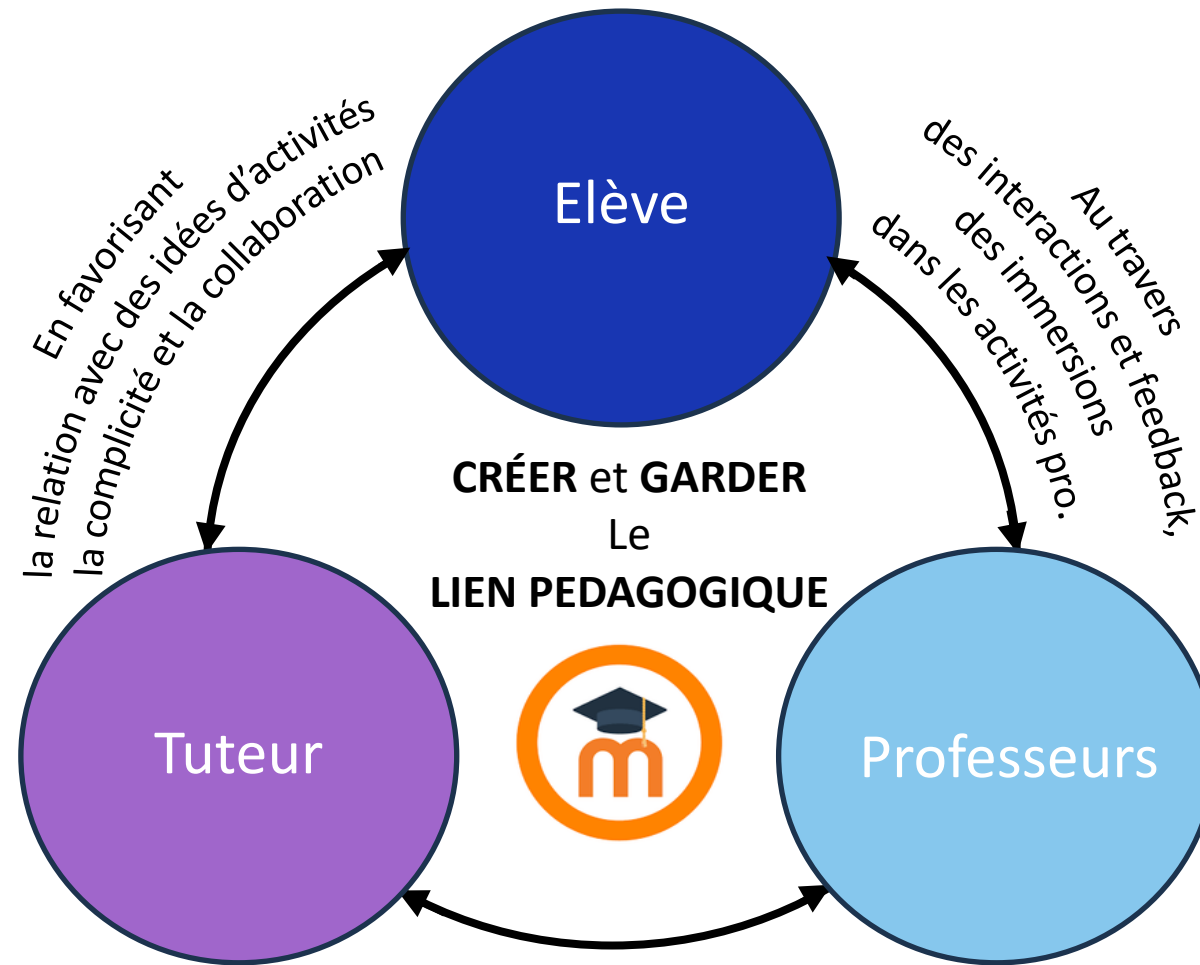 Elève
En favorisant
la relation avec des idées d'activités
la complicité et la collaboration
Au travers
des interactions et feedback,
des immersions
dans les activités pro.
CRÉER et GARDER
Le
LIEN PEDAGOGIQUE
m
Tuteur
Professeurs